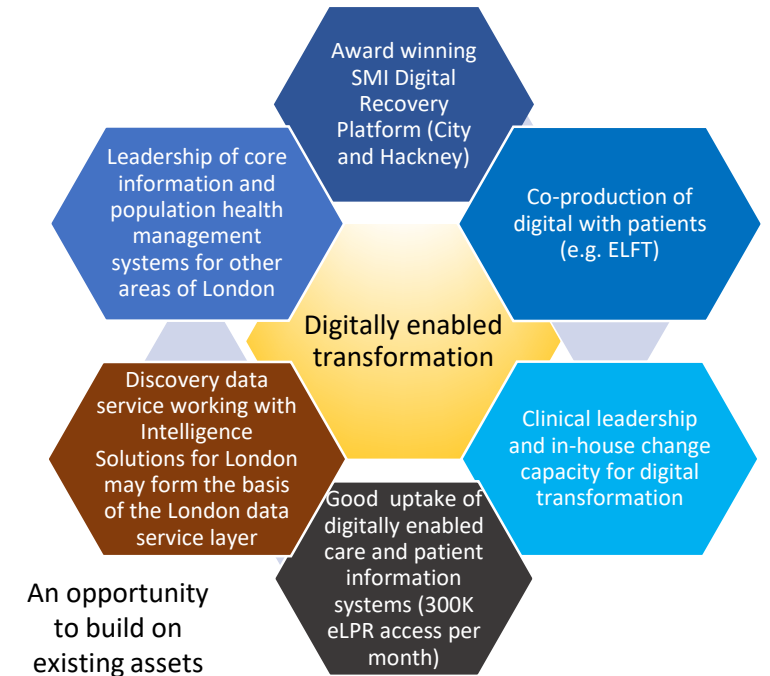 Award winning
SMI Digital
Recovery
Platform (City
and Hackney)
Co-production of
digital with patients
(e.g. ELFT)
Clinical leadership
and in-house change
capacity for digital
transformation
Good uptake of
digitally enabled
care and patient
information
systems (300K
eLPR access per
month)
Discovery data
service working with
Intelligence
Solutions for London
may form the basis
of the London data
service layer
Leadership of core
information and
population health
management
systems for other
areas of London
Digitally enabled
transformation
An opportunity
to build on
existing assets